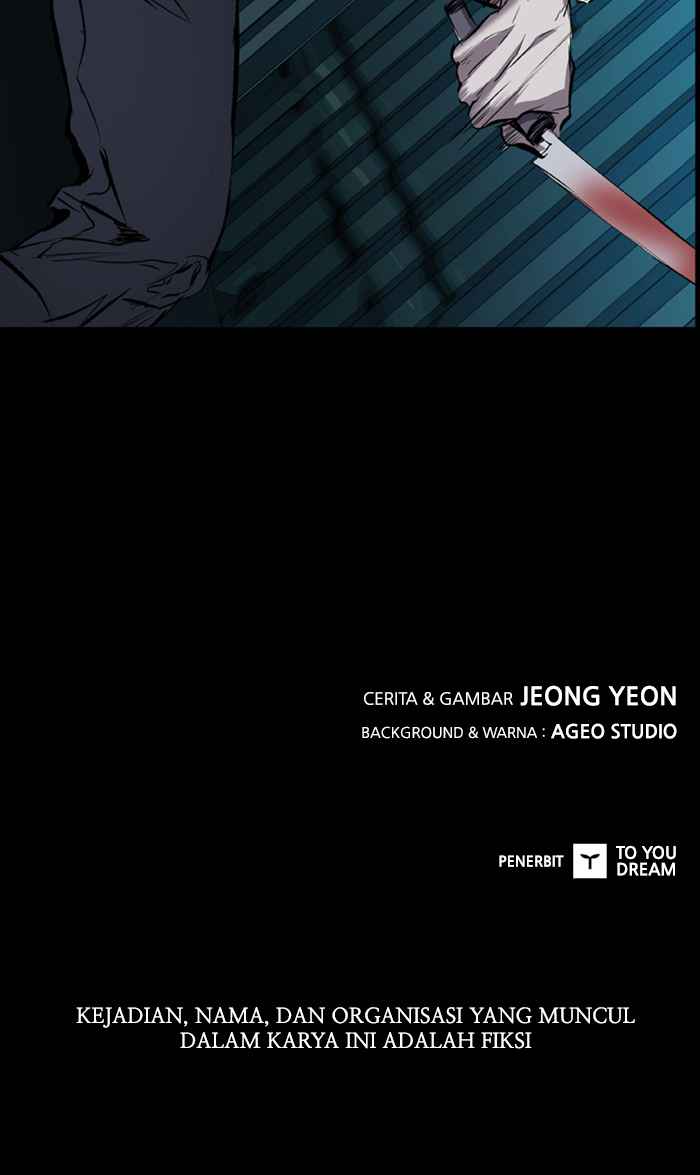 CERITA & GAMBAR JEONG YEON
BACKGROUND & WARNA : AGEO STUDIO
PENERBIT TO YOU
DREAM
KEJADIAN, NAMA, DAN ORGANISASI YANG MUNCUL
DALAM KARYA INI ADALAH FIKSI